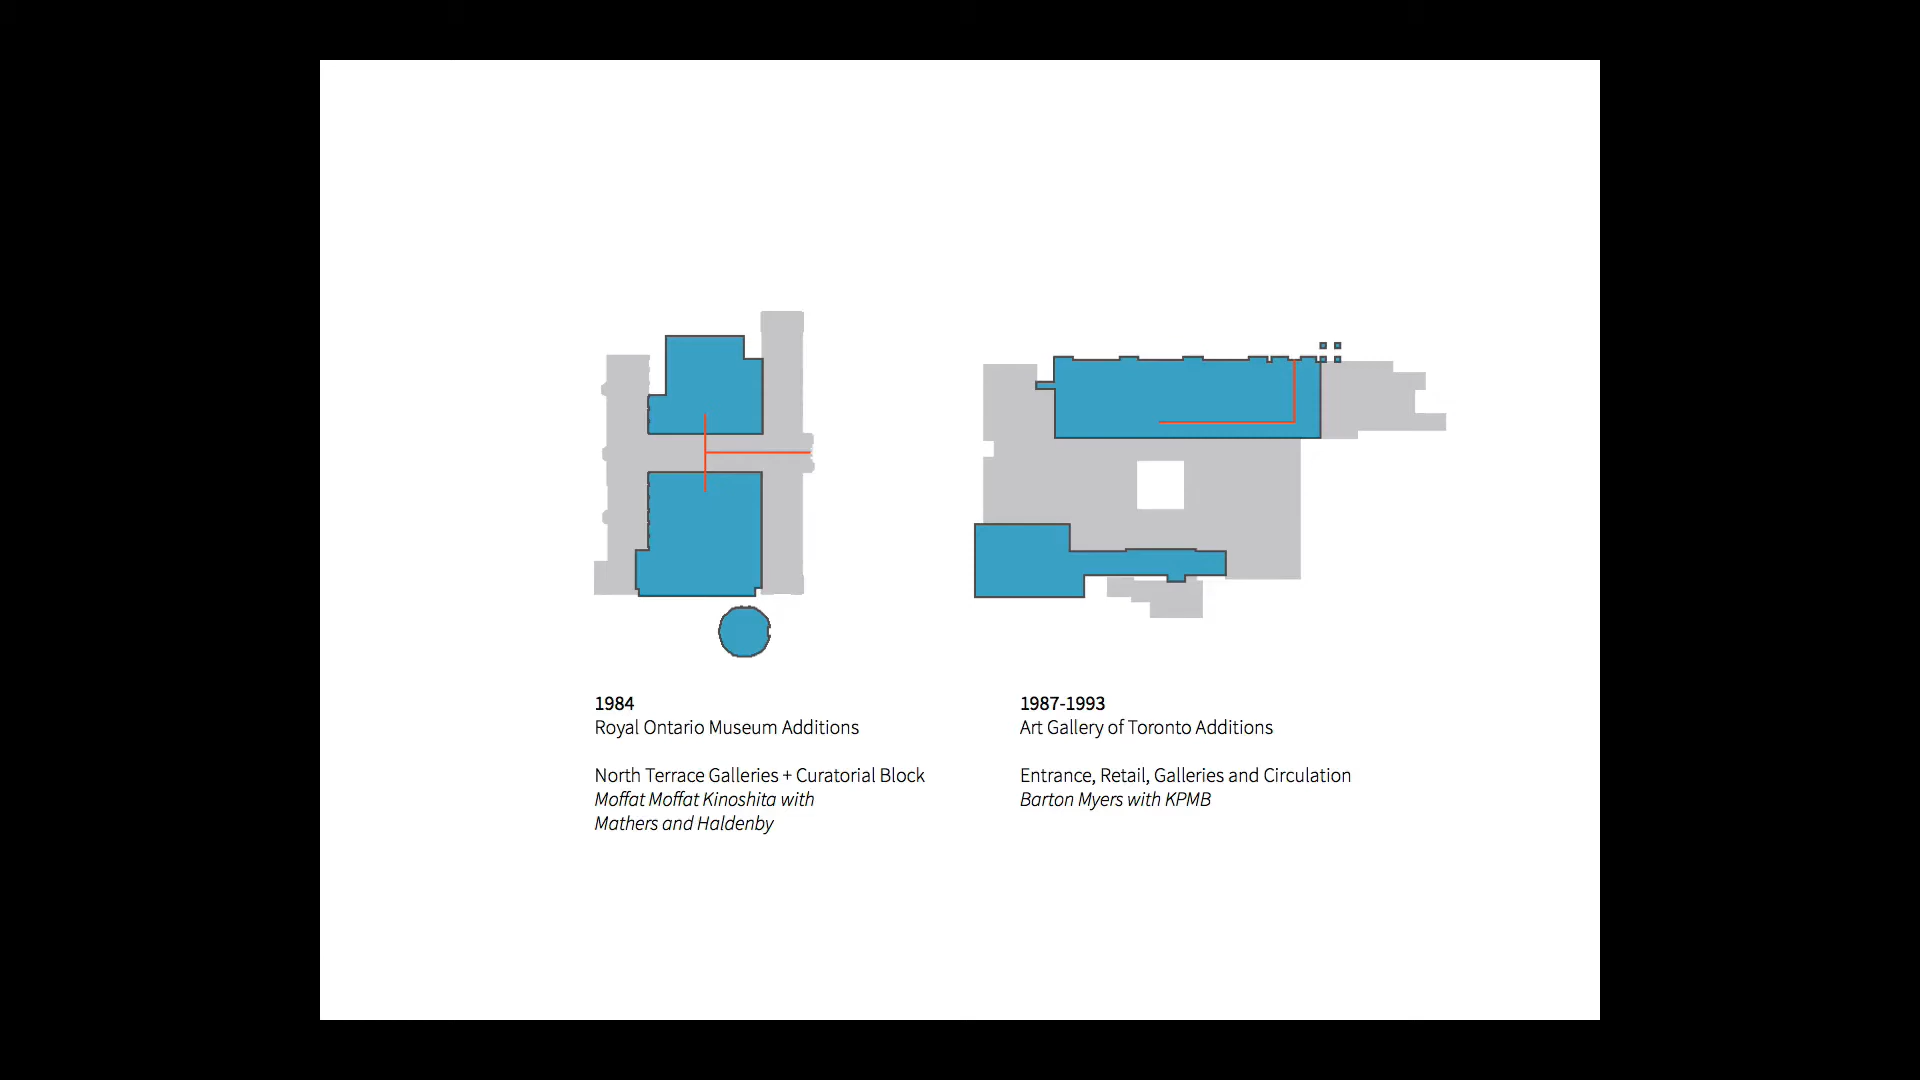 1984
Royal Ontario Museum Additions
North Terrace Galleries + Curatorial Block
Moffat Moffat Kinoshita with
Mathers and Haldenby
1987-1993
Art Gallery of Toronto Additions
Entrance, Retail, Galleries and Circulation
Barton Myers with KPMB